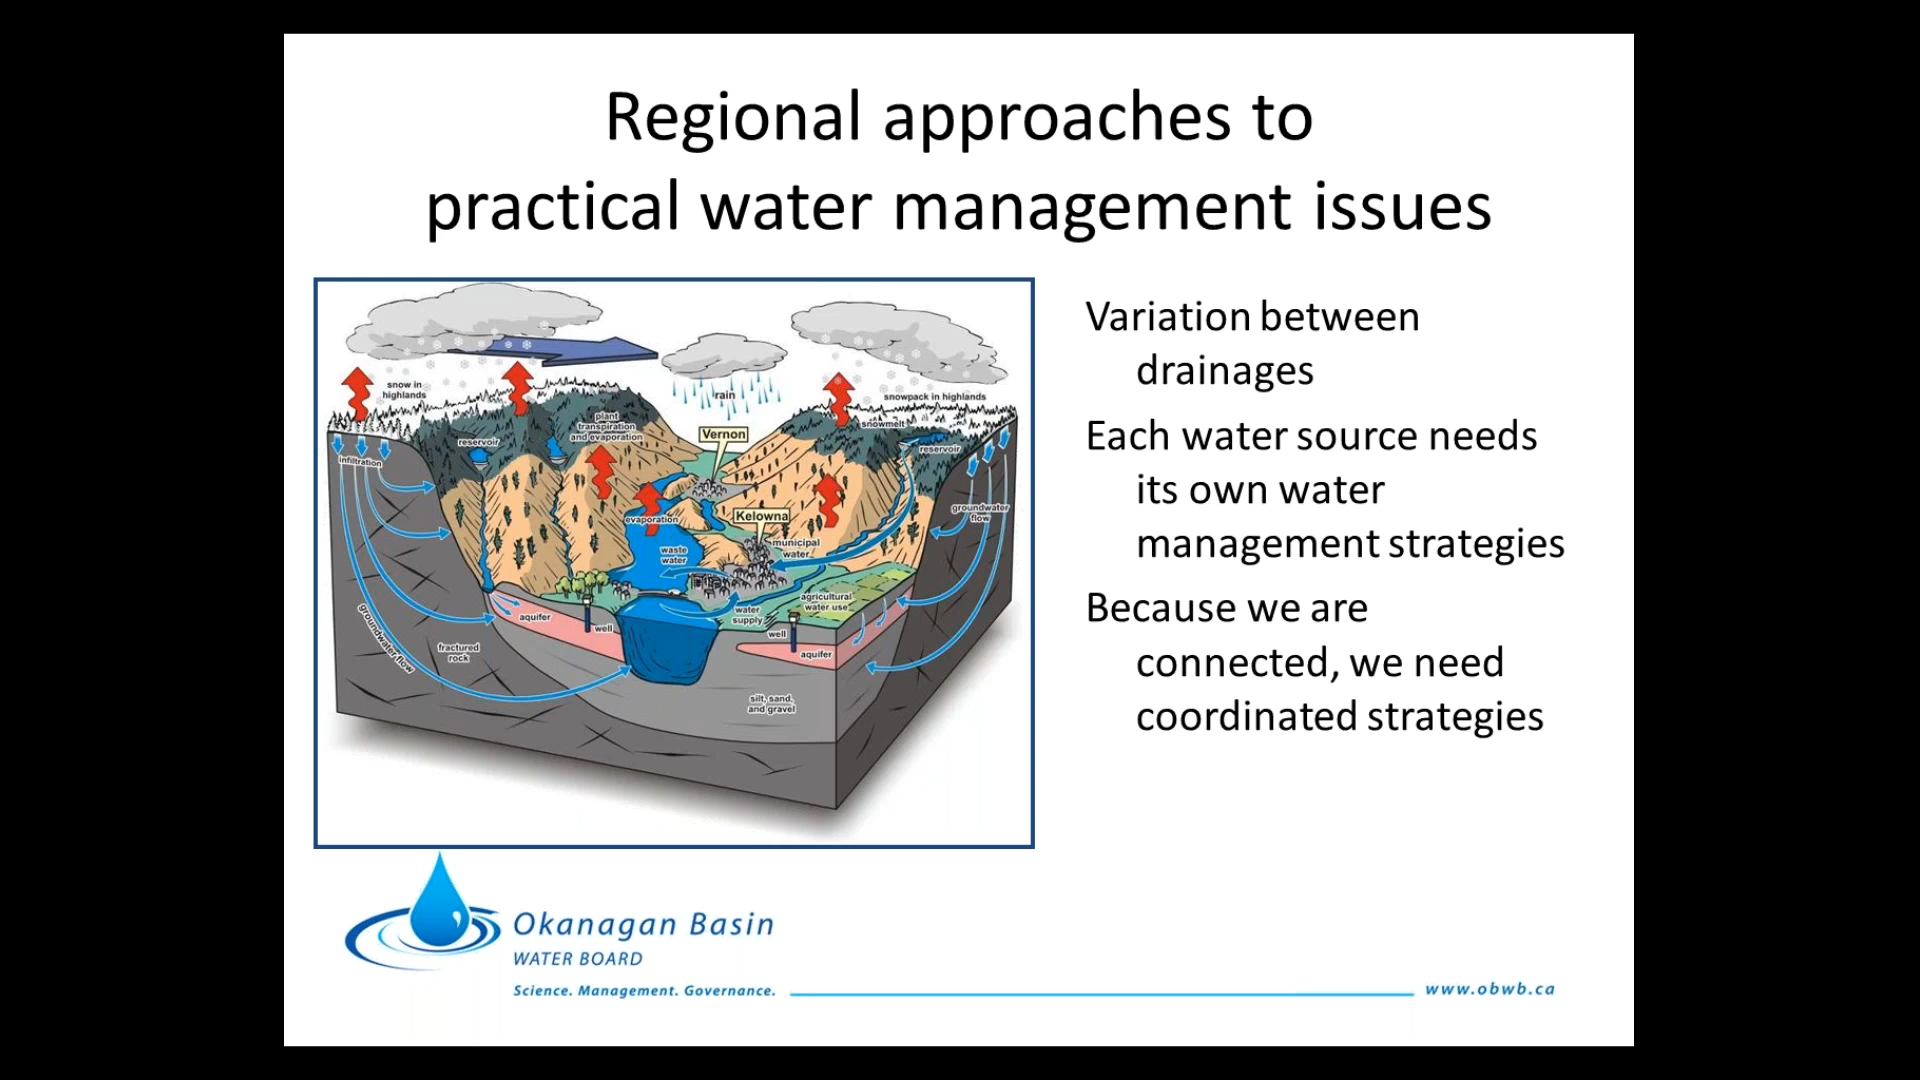 Regional approaches to
practical water management issues
snow in
highlands
rain
snowpack in highlands
plant
transpiration
and evaporation
snowmelt
Vernon
reservoir
reservoir
infiltration
groundwater
flow
evaporation
Kelowna
municipal
water
waste
water
agricultural
water use
water
supply
aquifer
well
well
groundwater flow
fractured
rock
aquifer
silt, sand,
and gravel
Variation between
drainages
Each water source needs
its own water
management strategies
Because we are
connected, we need
coordinated strategies
Okanagan Basin
WATER BOARD
Science. Management. Governance.
www.obwb.ca